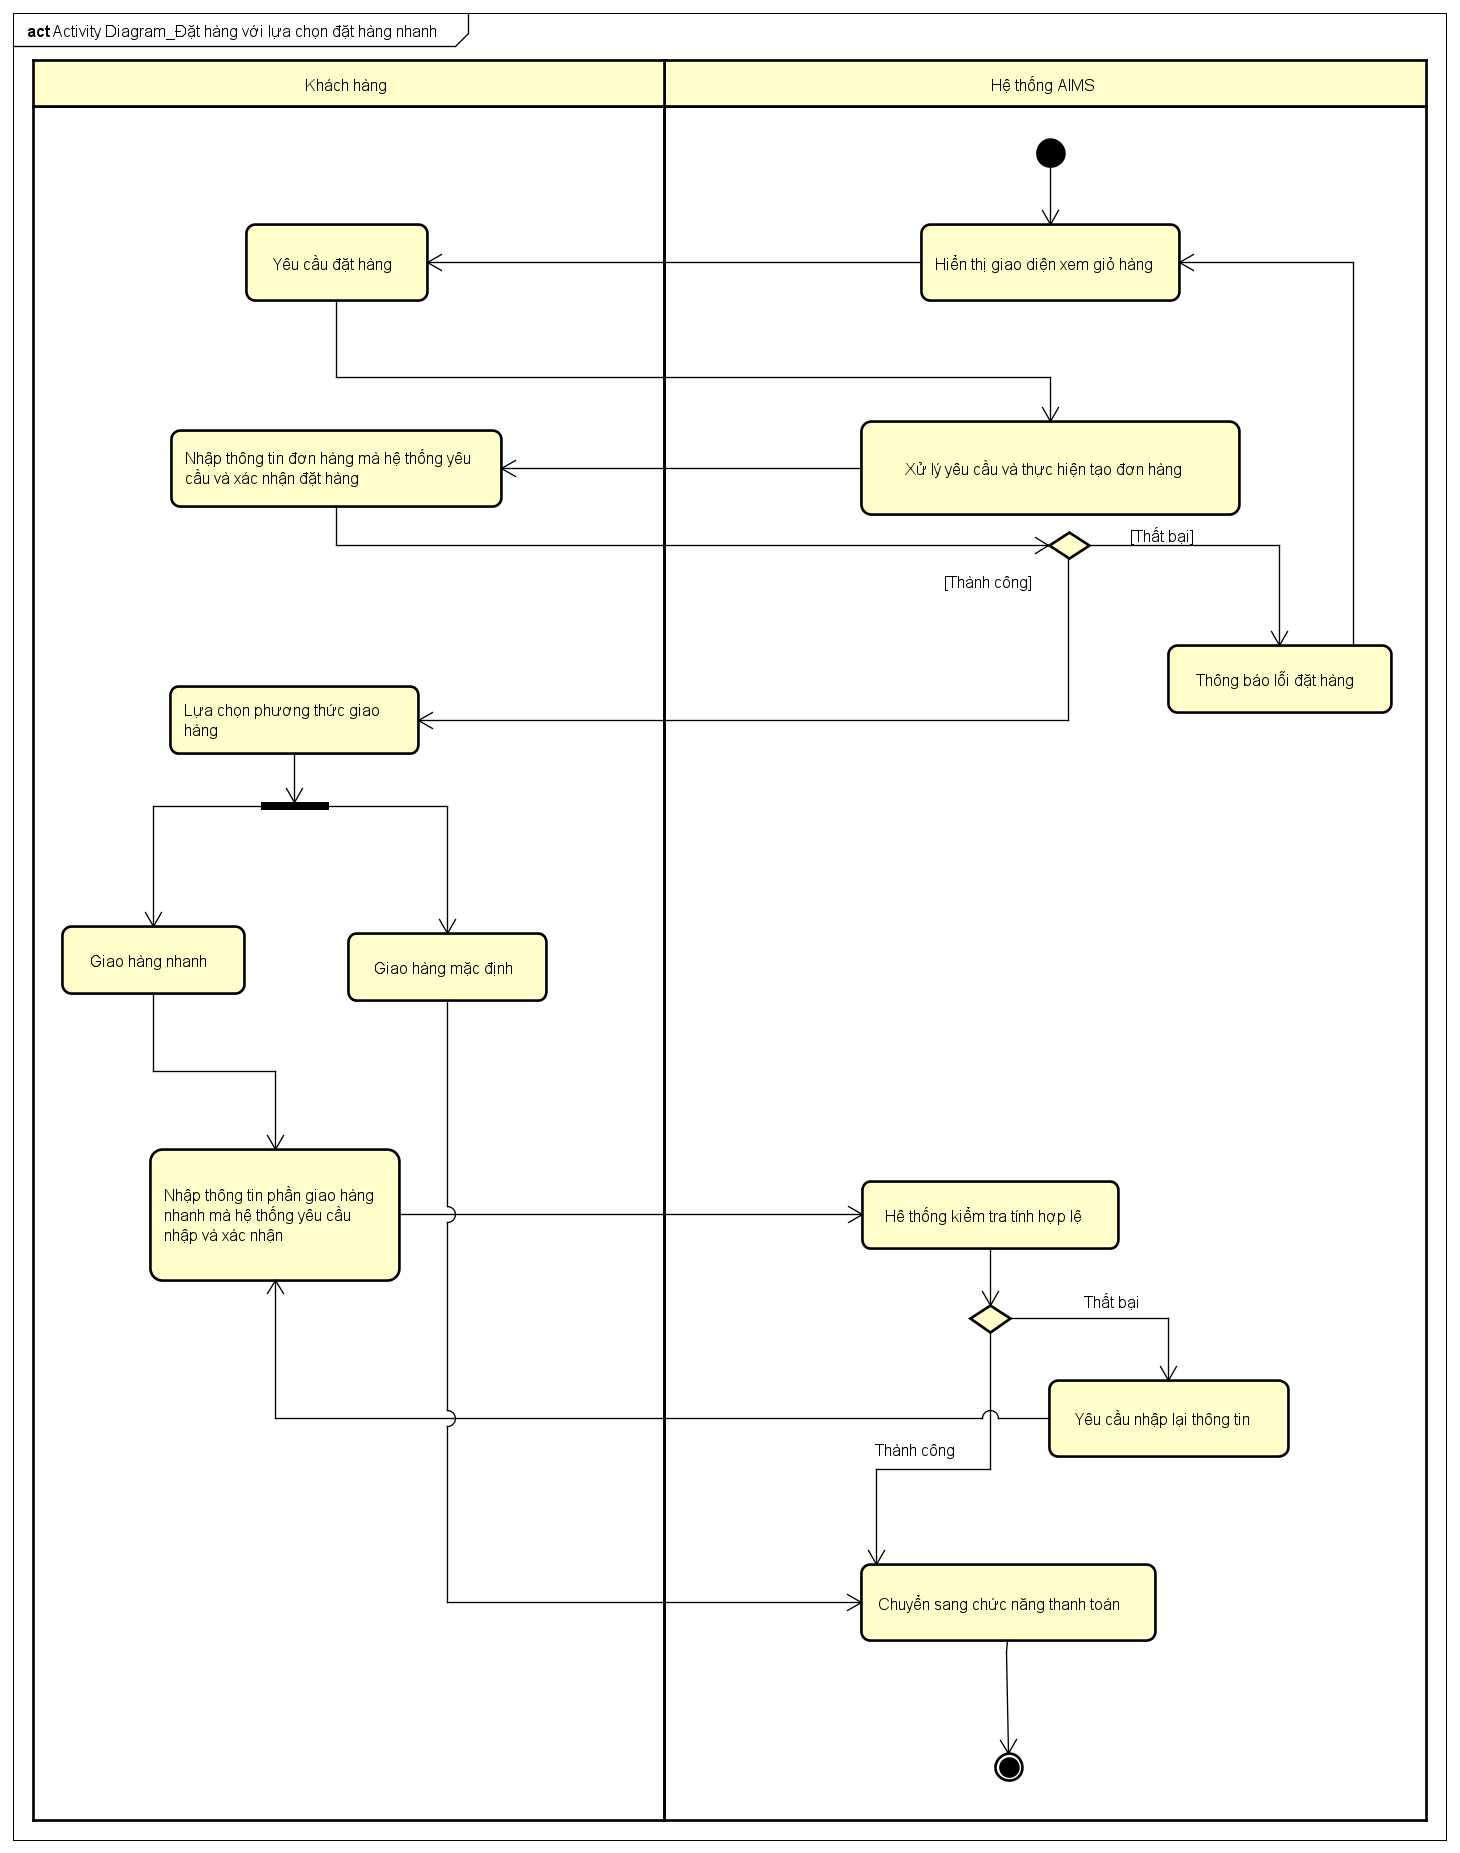 act Activity Diagram_Đặt hàng với lựa chọn đặt hàng nhanh
Khách hàng
Hệ thống AIMS
Yêu cầu đặt hàng
Hiển thị giao diện xem giỏ hàng
Nhập thông tin đơn hàng mà hệ thống yêu
cầu và xác nhận đặt hàng
Xử lý yêu cầu và thực hiện tạo đơn hàng
[Thất bại]
[Thành công]
Thông báo lỗi đặt hàng
Lựa chọn phương thức giao
hàng
Giao hàng nhanh
Giao hàng mặc định
Nhập thông tin phần giao hàng
nhanh mà hệ thống yêu cầu
nhập và xác nhận
Hê thống kiểm tra tính hợp lệ
Thất bại
Yêu cầu nhập lại thông tin
Thành công
Chuyển sang chức năng thanh toán